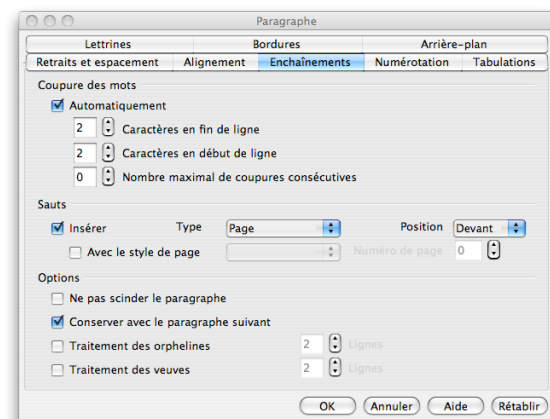 Paragraphe
Lettrines Bordures Arrière-plan
Retraits et espacement Alignement Enchaînements Numérotation Tabulations
Coupure des mots
Automatiquement
2 Caractères en fin de ligne
2 Caractères en début de ligne
0 Nombre maximal de coupures consécutives
Sauts
Insérer Type Page Position Devant
Avec le style de page Numéro de page 0
Options
Ne pas scinder le paragraphe
Conserver avec le paragraphe suivant
Traitement des orphelines 2 Lignes
Traitement des veuves 2 Lignes
OK Annuler Aide Rétablir